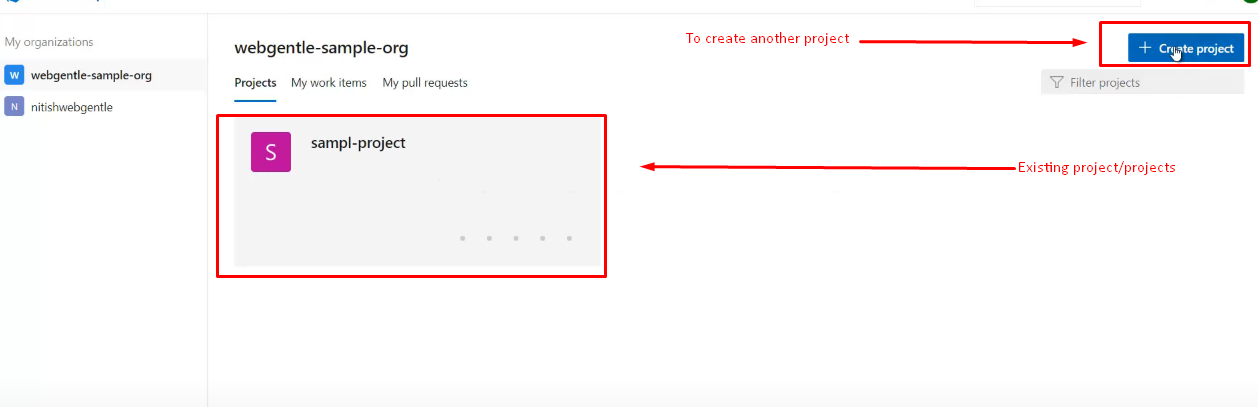 My organizations
W webgentle-sample-org
N nitishwebgentle
webgentle-sample-org
To create another project
+ Create project
Projects My work items My pull requests
Filter projects
S sampl-project
Existing project/projects